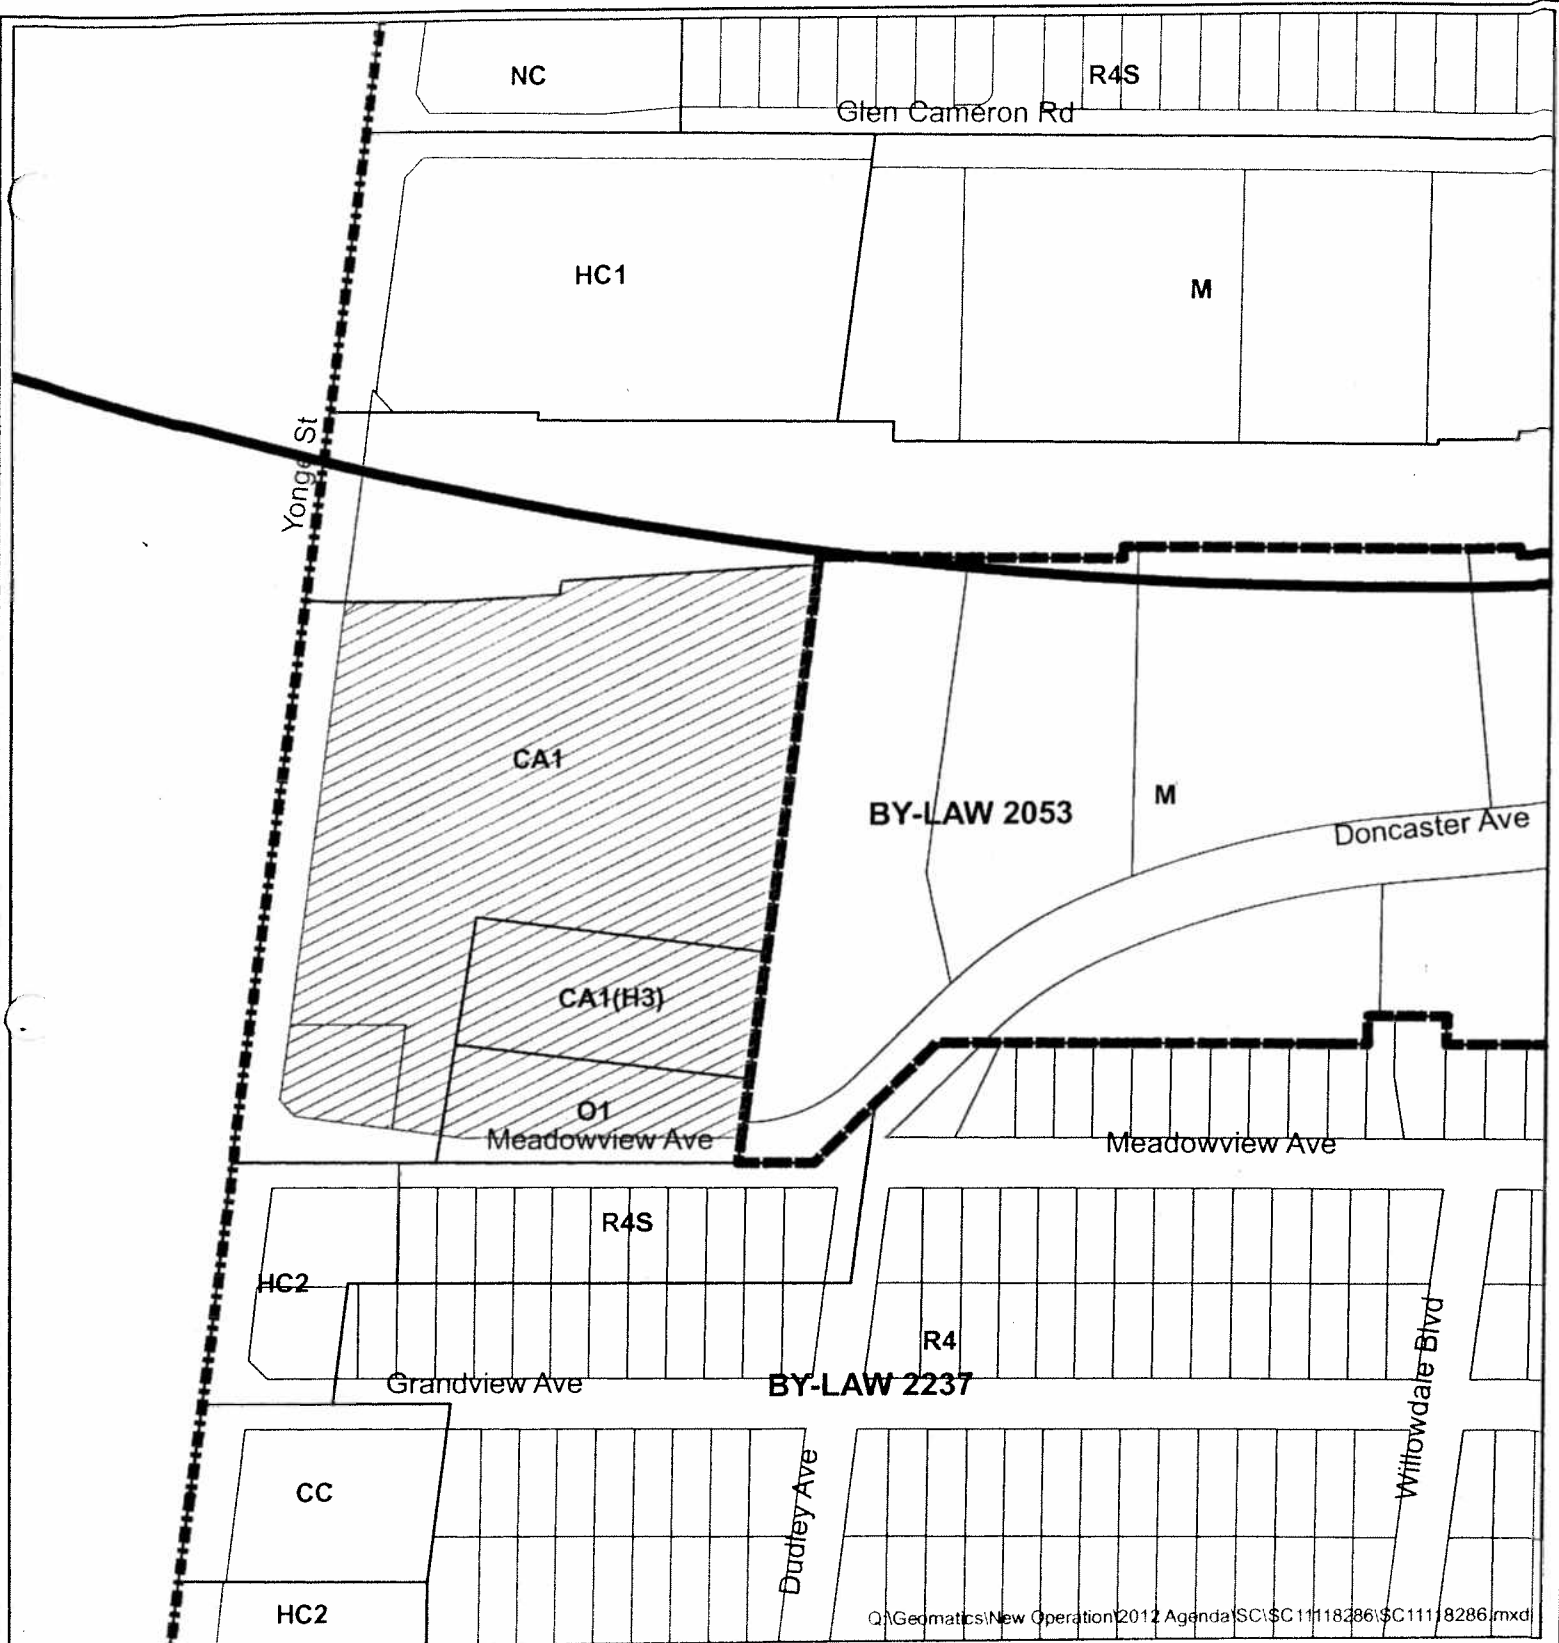 NC
R4S
Glen Cameron Rd
HC1
M
Yonge St
CA1
BY-LAW 2053
M
Doncaster Ave
CA1(H3)
O1
Meadowview Ave
Meadowview Ave
R4S
HC2
R4
Willowdale Blvd
Grandview Ave
BY-LAW 2237
CC
Dudley Ave
HC2
Q:\Geomatics\New Operation\2012 Agenda\SC\SC11118286\SC11118286.mxd